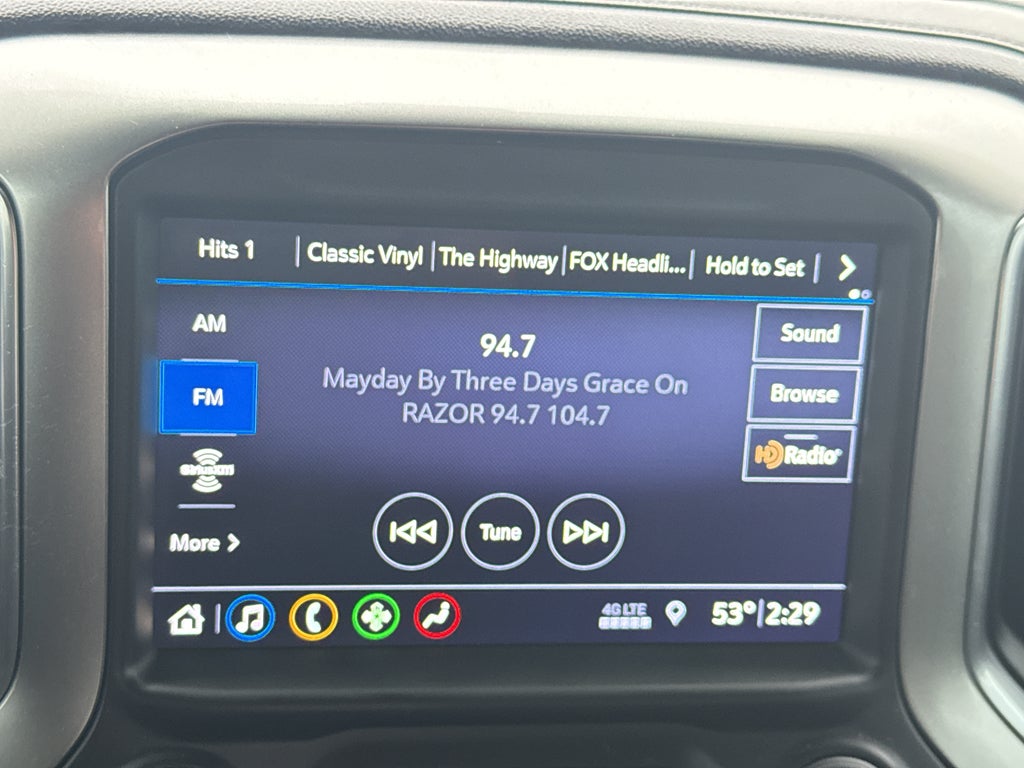 Hits 1 Classic Vinyl The Highway FOX Headli... Hold to Set
AM
94.7
Sound
Mayday By Three Days Grace On
FM
Browse
RAZOR 94.7 104.7
HD Radio
SiriusXM
More
Tune
4G LTE
53° 2:29